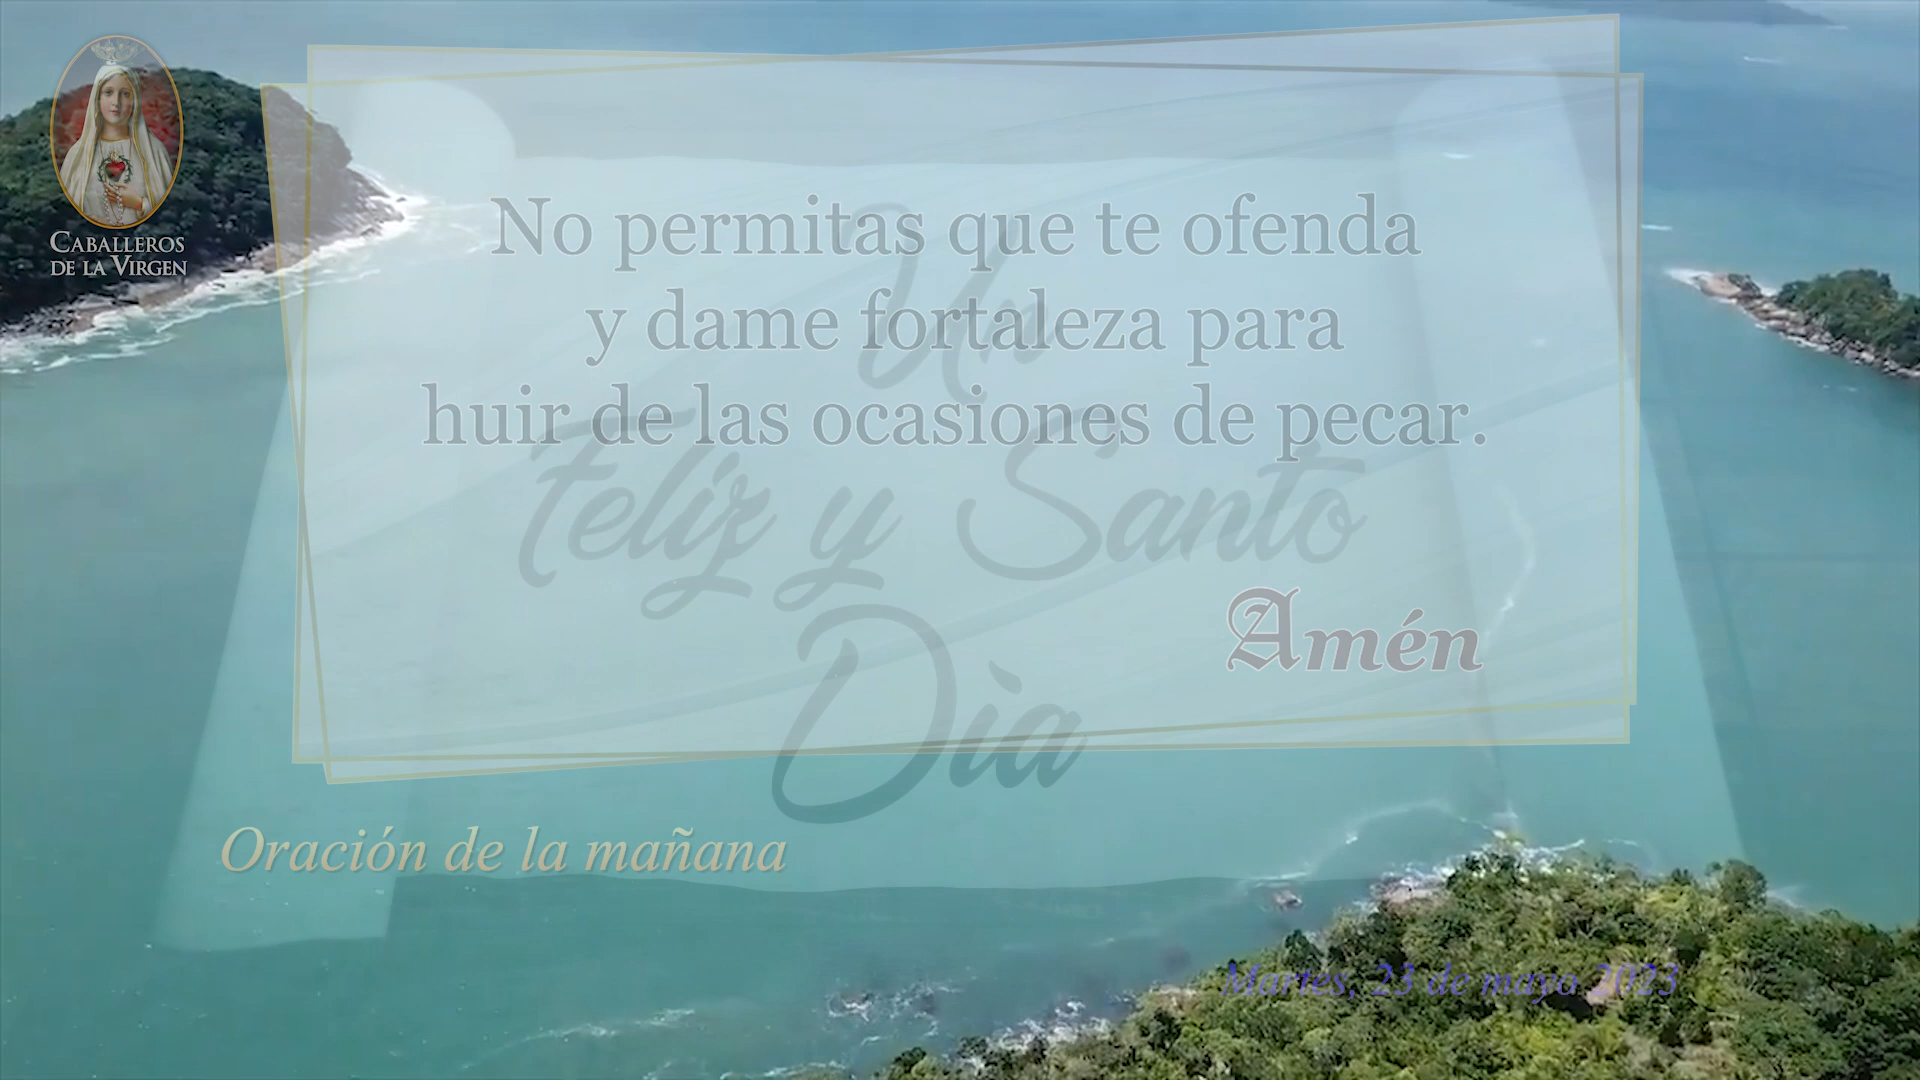 CABALLEROS
DE LA VIRGEN
No permitas que te ofenda
y dame fortaleza para
huir de las ocasiones de pecar.
Amén
Un
Feliz y Santo
Dìa
Oración de la mañana
Martes, 23 de mayo 2023